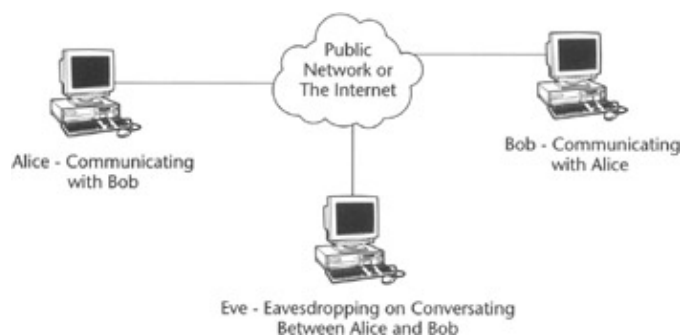 Public
Network or
The Internet
Alice - Communicating
with Bob
Bob - Communicating
with Alice
Eve - Eavesdropping on Conversating
Between Alice and Bob